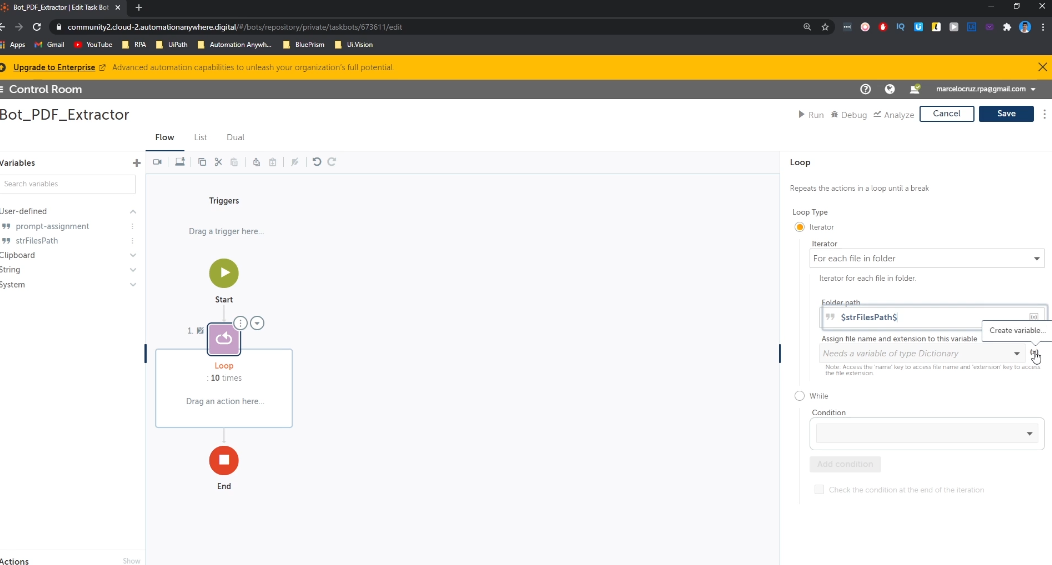 Bot_PDF_Extractor | Edit Task Bot
community2.cloud-2.automationanywhere.digital/#/bots/repository/private/taskbots/673611/edit
Apps Gmail YouTube RPA UiPath Automation Anywh... BluePrism Ui.Vision
Upgrade to Enterprise Advanced automation capabilities to unleash your organization's full potential
Control Room
marcelocruz.rpa@gmail.com
Bot_PDF_Extractor
Run Debug Analyze Cancel Save
Flow List Dual
Variables
Search variables
User-defined
prompt-assignment
strFilesPath
Clipboard
String
System
Actions Show
Triggers
Drag a trigger here...
Start
1.
Loop
: 10 times
Drag an action here...
End
Loop
Repeats the actions in a loop until a break
Loop Type
Iterator
Iterator
For each file in folder
Iterator for each file in folder.
Folder path
$strFilesPath$
Create variable...
Assign file name and extension to this variable
Needs a variable of type Dictionary
Note: Access the 'name' key to access file name and 'extension' key to access
the file extension
While
Condition
Add condition
Check the condition at the end of the iteration